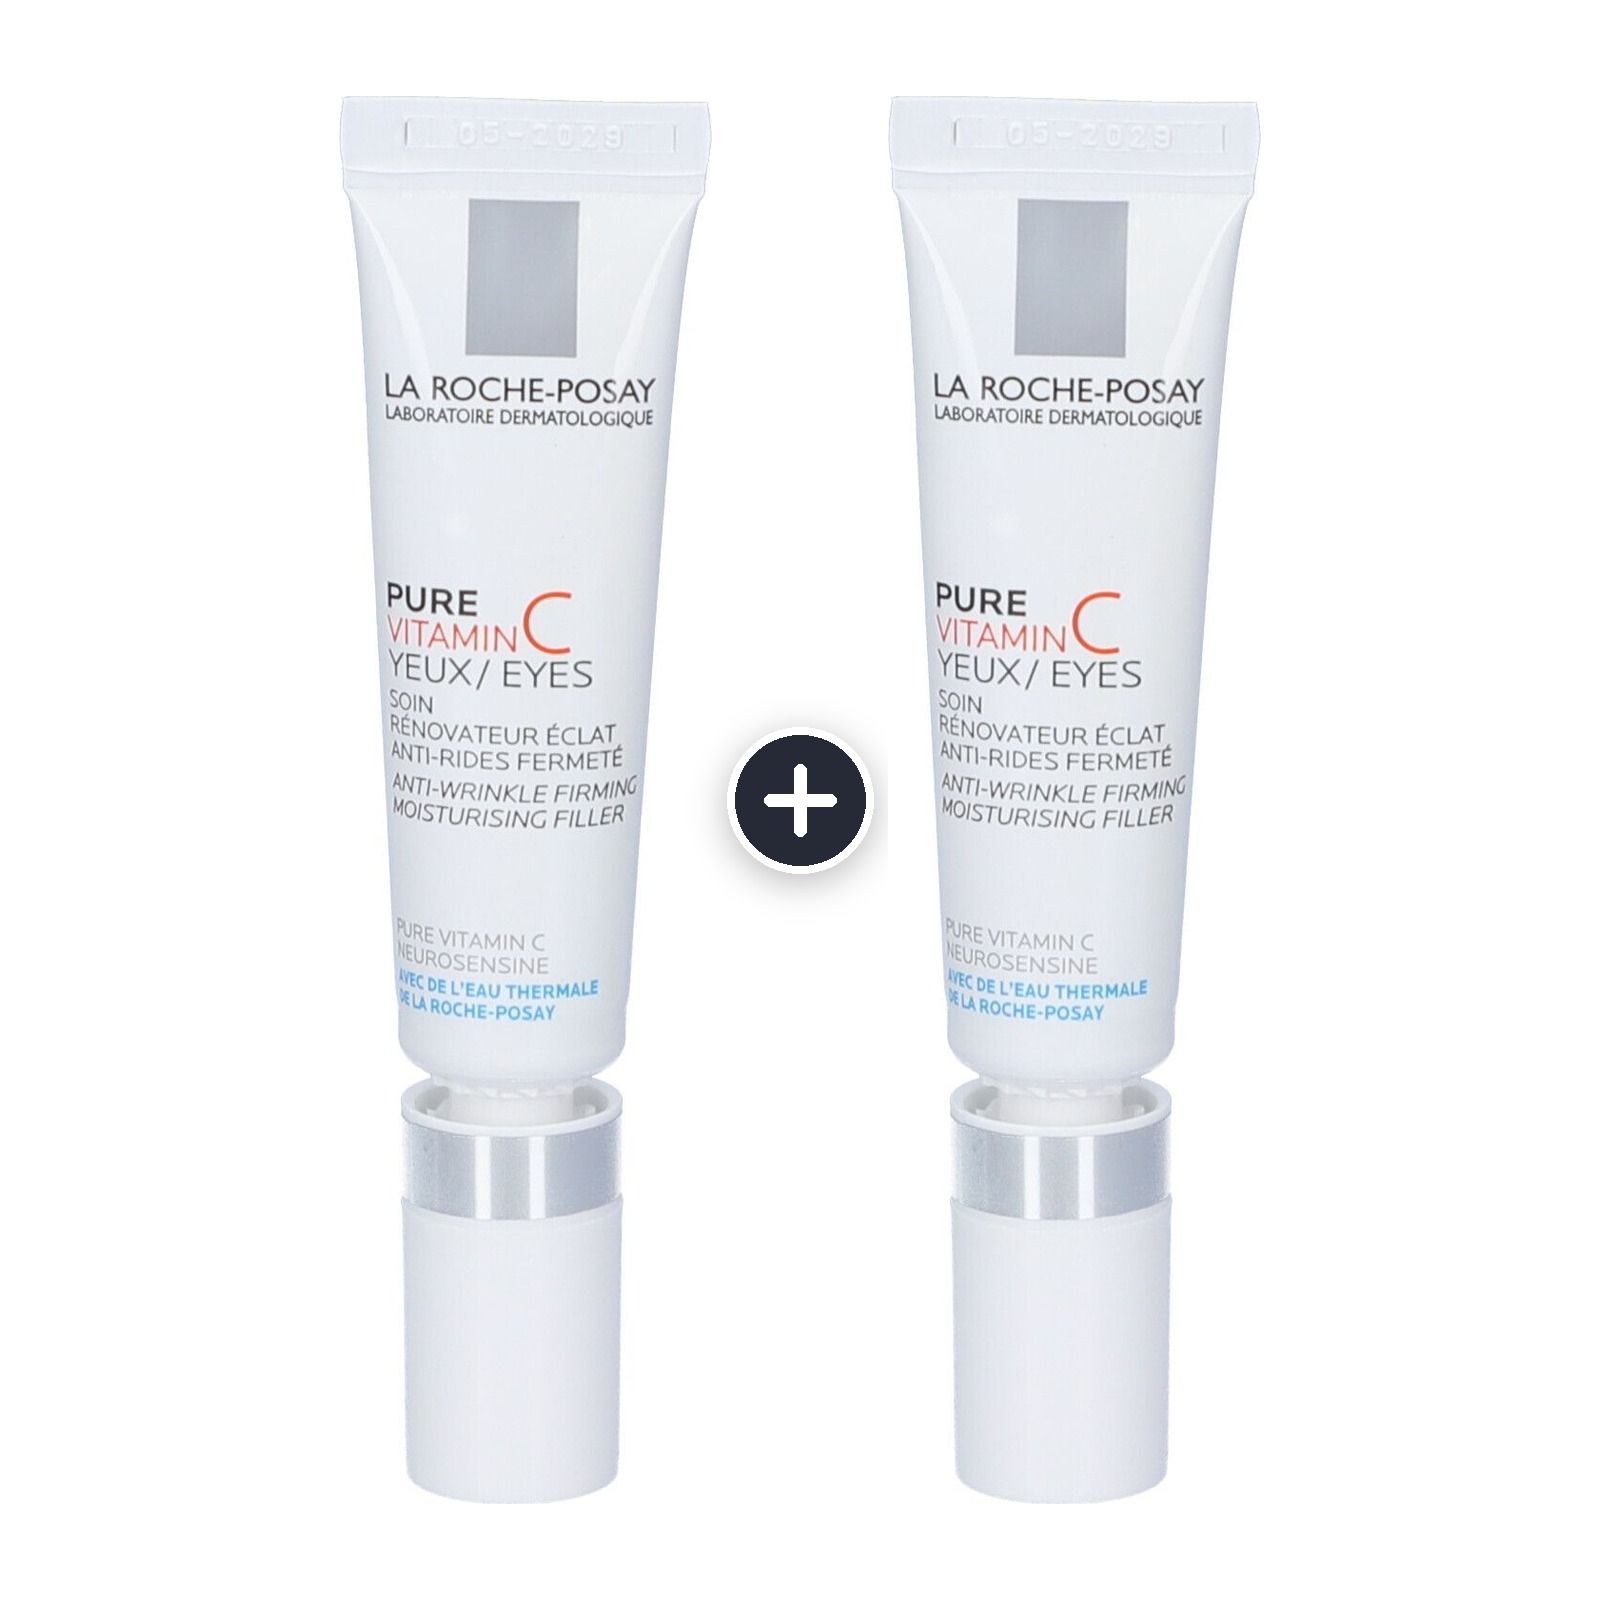 05-2029
LA ROCHE-POSAY
LABORATOIRE DERMATOLOGIQUE
PURE
VITAMIN C
YEUX/ EYES
SOIN
RÉNOVATEUR ÉCLAT
ANTI-RIDES FERMETÉ
ANTI-WRINKLE FIRMING
MOISTURISING FILLER
PURE VITAMIN C
NEUROSENSINE
AVEC DE L'EAU THERMALE
DE LA ROCHE-POSAY
05-2029
LA ROCHE-POSAY
LABORATOIRE DERMATOLOGIQUE
PURE
VITAMIN C
YEUX/ EYES
SOIN
RÉNOVATEUR ÉCLAT
ANTI-RIDES FERMETÉ
ANTI-WRINKLE FIRMING
MOISTURISING FILLER
PURE VITAMIN C
NEUROSENSINE
AVEC DE L'EAU THERMALE
DE LA ROCHE-POSAY